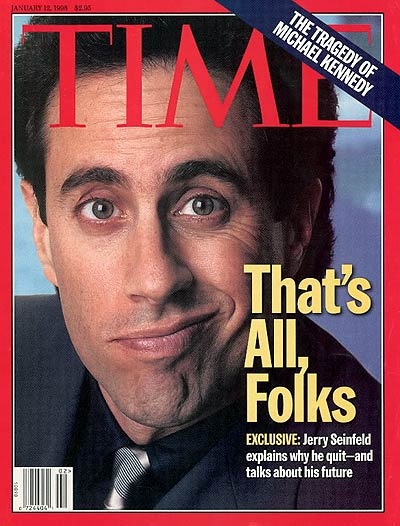 JANUARY 12, 1998 $2.95
THE TRAGEDY OF
MICHAEL KENNEDY
TIME
That's
All,
Folks
EXCLUSIVE: Jerry Seinfeld
explains why he quit—and
talks about his future
02>